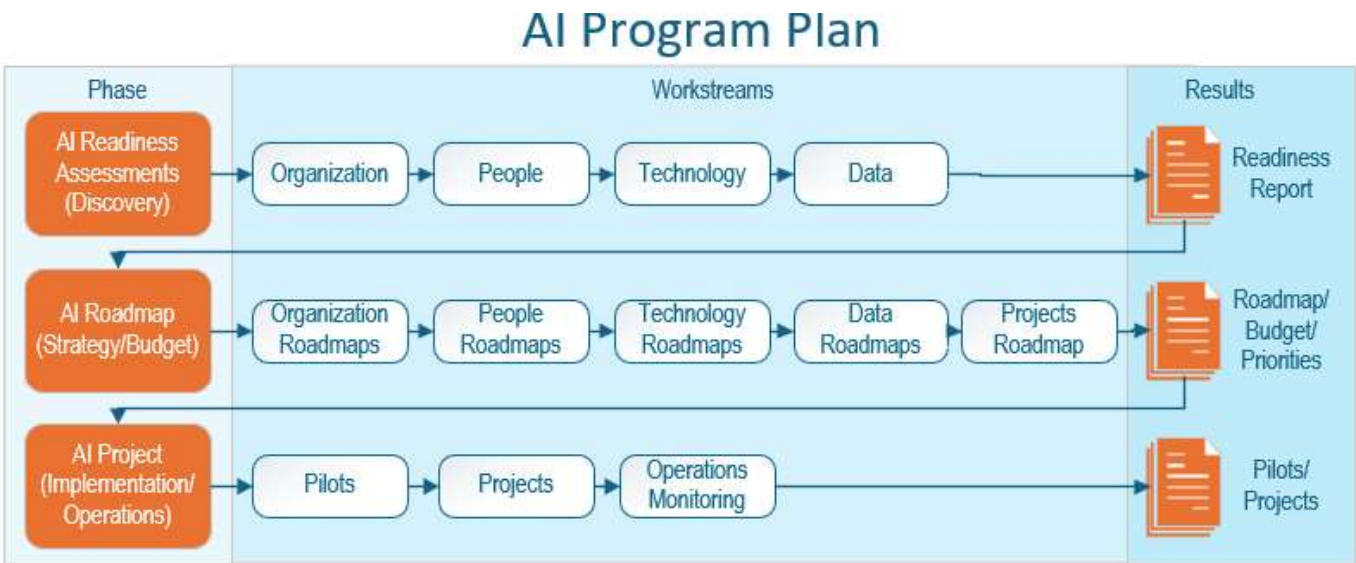 AI Program Plan
Phase
Workstreams
Results
AI Readiness
Assessments
(Discovery)
Organization
People
Technology
Data
Readiness
Report
AI Roadmap
(Strategy/Budget)
Organization
Roadmaps
People
Roadmaps
Technology
Roadmaps
Data
Roadmaps
Projects
Roadmap
Roadmap/
Budget/
Priorities
AI Project
(Implementation/
Operations)
Pilots
Projects
Operations
Monitoring
Pilots/
Projects